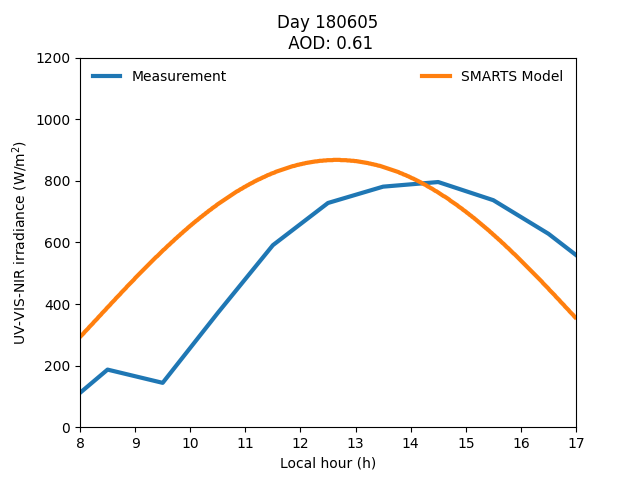 Day 180605
AOD: 0.61
Measurement
SMARTS Model
1200
1000
800
600
400
200
0
UV-VIS-NIR irradiance (W/m²)
8 9 10 11 12 13 14 15 16 17
Local hour (h)